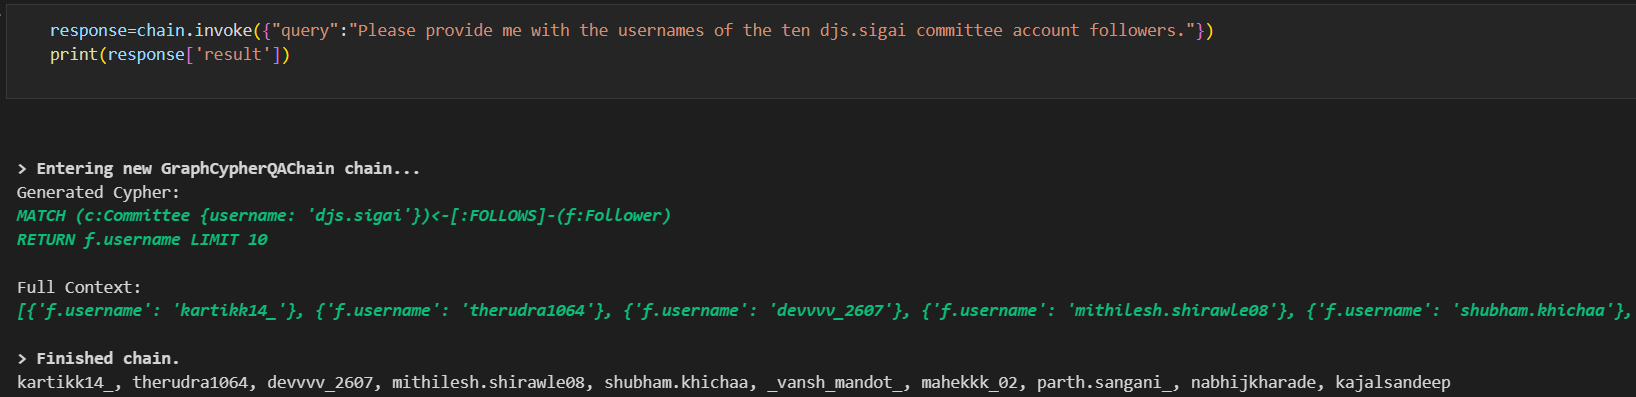 response=chain.invoke({"query":"Please provide me with the usernames of the ten djs.sigai committee account followers."})
print(response['result'])
> Entering new GraphCypherQAChain chain...
Generated Cypher:
MATCH (c:Committee {username: 'djs.sigai'})<-[:FOLLOWS]-(f:Follower)
RETURN f.username LIMIT 10
Full Context:
[{'f.username': 'kartikk14_'}, {'f.username': 'therudra1064'}, {'f.username': 'devvvv_2607'}, {'f.username': 'mithilesh.shirawle08'}, {'f.username': 'shubham.khichaa'},
> Finished chain.
kartikk14_, therudra1064, devvvv_2607, mithilesh.shirawle08, shubham.khichaa, _vansh_mandot_, mahekkk_02, parth.sangani_, nabhijkharade, kajalsandeep